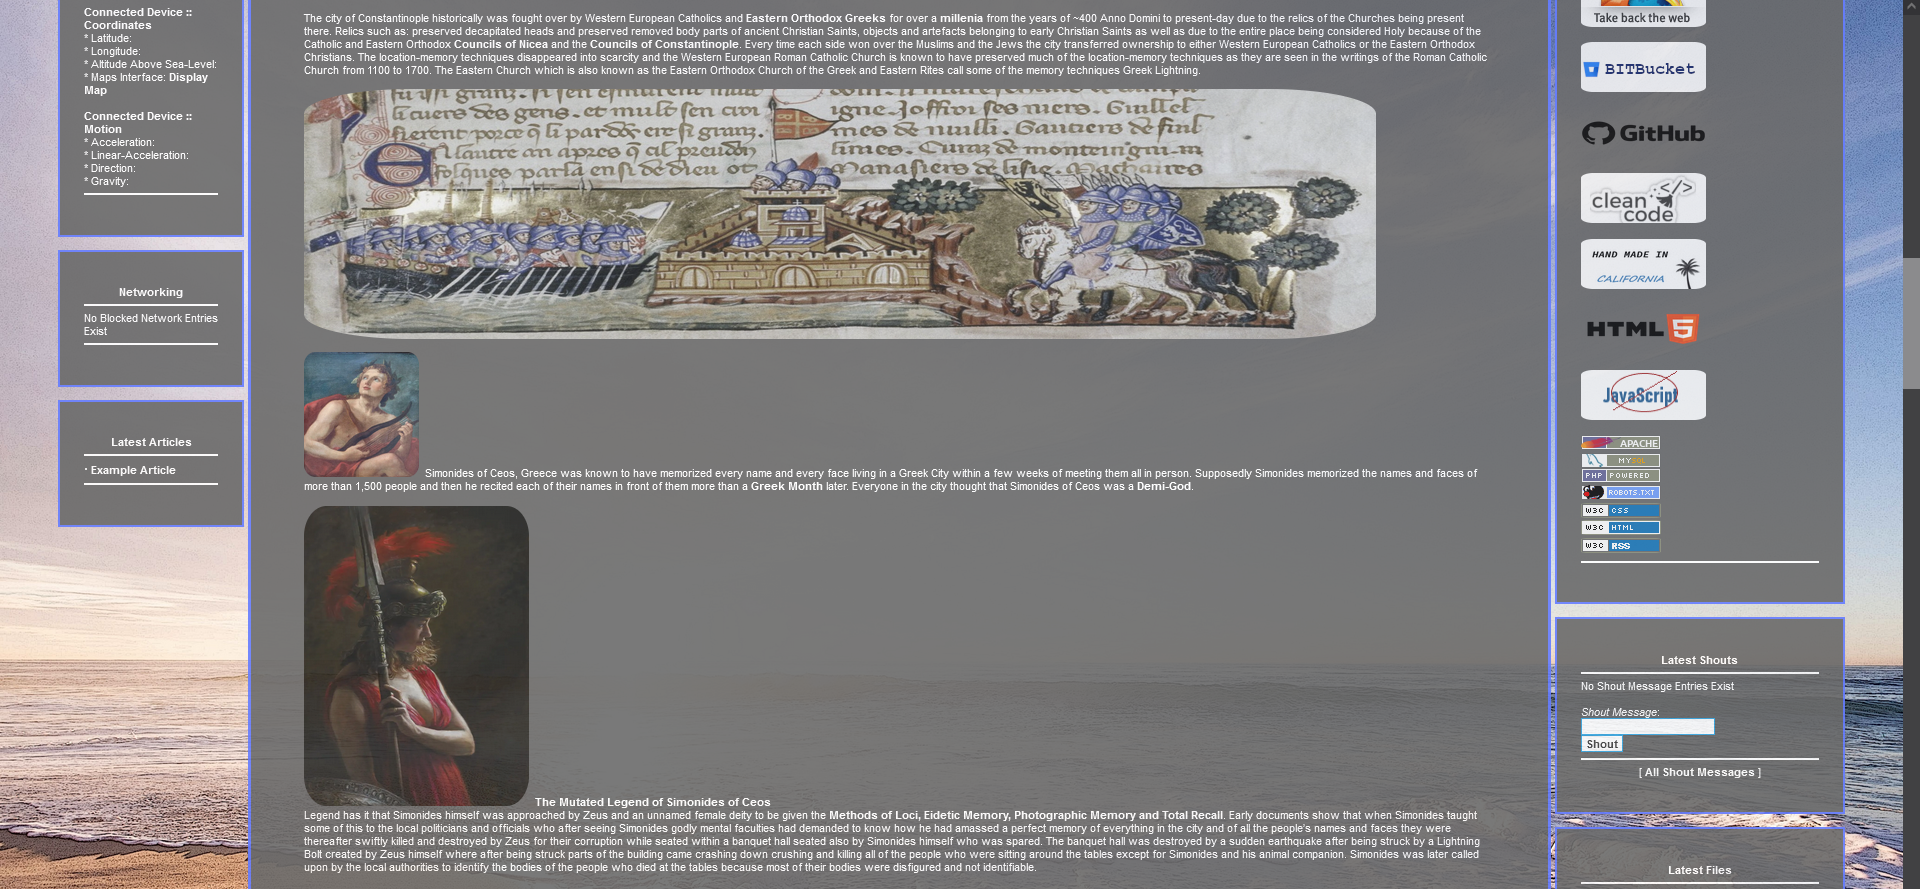 Connected Device ::
Coordinates
* Latitude:
* Longitude:
* Altitude Above Sea-Level:
* Maps Interface: Display
Map
Connected Device ::
Motion
* Acceleration:
* Linear-Acceleration:
* Direction:
* Gravity:
Networking
No Blocked Network Entries
Exist
Latest Articles
· Example Article
The city of Constantinople historically was fought over by Western European Catholics and Eastern Orthodox Greeks for over a millenia from the years of ~400 Anno Domini to present-day due to the relics of the Churches being present
there. Relics such as: preserved decapitated heads and preserved removed body parts of ancient Christian Saints, objects and artefacts belonging to early Christian Saints as well as due to the entire place being considered Holy because of the
Catholic and Eastern Orthodox Councils of Nicea and the Councils of Constantinople. Every time each side won over the Muslims and the Jews the city transferred ownership to either Western European Catholics or the Eastern Orthodox
Christians. The location-memory techniques disappeared into scarcity and the Western European Roman Catholic Church is known to have preserved much of the location-memory techniques as they are seen in the writings of the Roman Catholic
Church from 1100 to 1700. The Eastern Church which is also known as the Eastern Orthodox Church of the Greek and Eastern Rites call some of the memory techniques Greek Lightning.
Simonides of Ceos, Greece was known to have memorized every name and every face living in a Greek City within a few weeks of meeting them all in person. Supposedly Simonides memorized the names and faces of
more than 1,500 people and then he recited each of their names in front of them more than a Greek Month later. Everyone in the city thought that Simonides of Ceos was a Demi-God.
The Mutated Legend of Simonides of Ceos
Legend has it that Simonides himself was approached by Zeus and an unnamed female deity to be given the Methods of Loci, Eidetic Memory, Photographic Memory and Total Recall. Early documents show that when Simonides taught
some of this to the local politicians and officials who after seeing Simonides godly mental faculties had demanded to know how he had amassed a perfect memory of everything in the city and of all the people's names and faces they were
thereafter swiftly killed and destroyed by Zeus for their corruption while seated within a banquet hall seated also by Simonides himself who was spared. The banquet hall was destroyed by a sudden earthquake after being struck by a Lightning
Bolt created by Zeus himself where after being struck parts of the building came crashing down crushing and killing all of the people who were sitting around the tables except for Simonides and his animal companion. Simonides was later called
upon by the local authorities to identify the bodies of the people who died at the tables because most of their bodies were disfigured and not identifiable.
Take back the web
BITBucket
GitHub
clean </>
code
HAND MADE IN
CALIFORNIA
HTML 5
JavaScript
APACHE
MYSQL
PHP POWERED
ROBOTS.TXT
W3C CSS
W3C HTML
W3C RSS
Latest Shouts
No Shout Message Entries Exist
Shout Message:
Shout
[ All Shout Messages ]
Latest Files